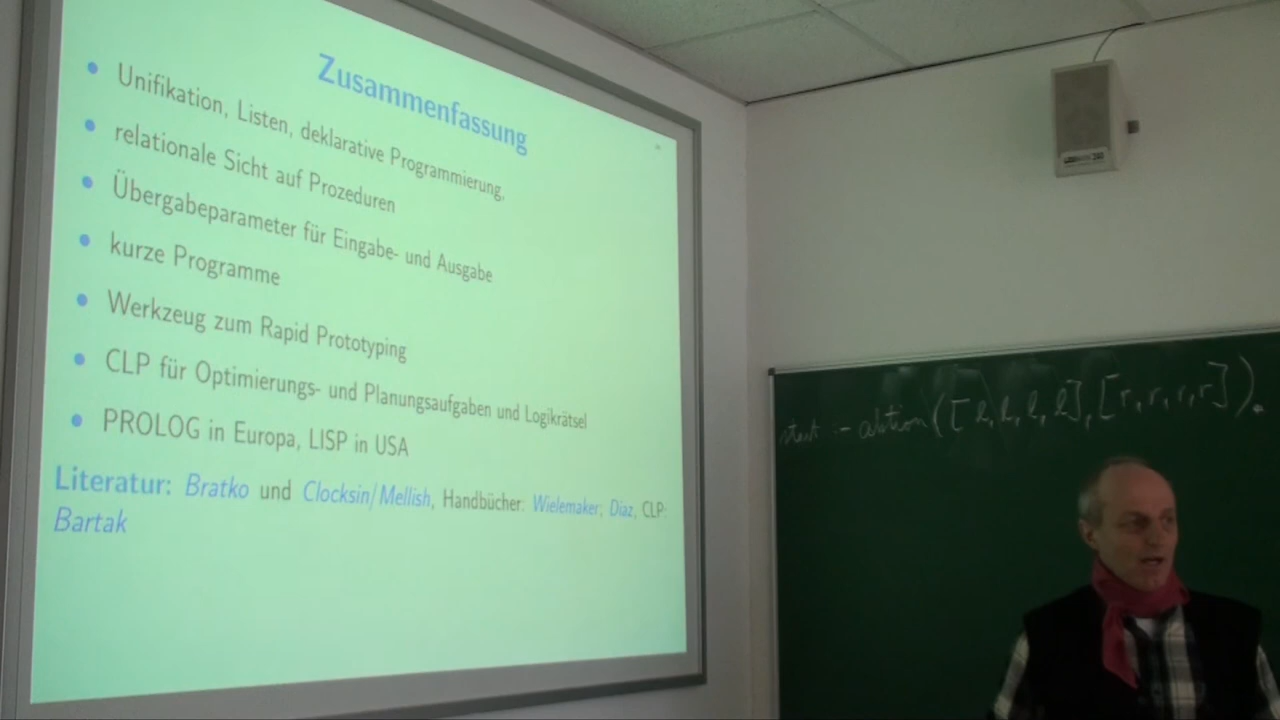 Zusammenfassung
• Unifikation, Listen, deklarative Programmierung,
• relationale Sicht auf Prozeduren
• Übergabeparameter für Eingabe- und Ausgabe
• kurze Programme
• Werkzeug zum Rapid Prototyping
• CLP für Optimierungs- und Planungsaufgaben und Logikrätsel
• PROLOG in Europa, LISP in USA
Literatur: Bratko und Clocksin/Mellish, Handbücher: Wielemaker, Diaz, CLP:
Bartak
:- aktion([l,l,l,l],[r,r,r,r]).